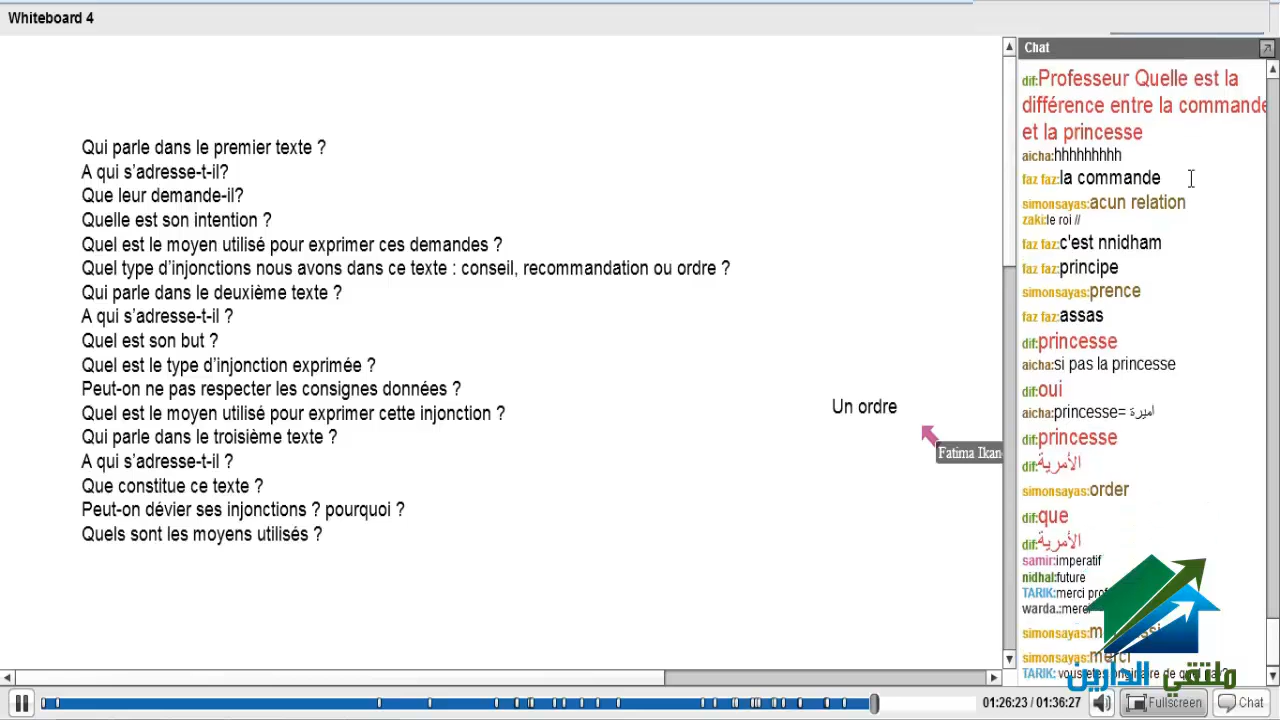 Whiteboard 4
Qui parle dans le premier texte ?
A qui s’adresse-t-il?
Que leur demande-il?
Quelle est son intention ?
Quel est le moyen utilisé pour exprimer ces demandes ?
Quel type d’injonctions nous avons dans ce texte : conseil, recommandation ou ordre ?
Qui parle dans le deuxième texte ?
A qui s’adresse-t-il ?
Quel est son but ?
Quel est le type d’injonction exprimée ?
Peut-on ne pas respecter les consignes données ?
Quel est le moyen utilisé pour exprimer cette injonction ?
Qui parle dans le troisième texte ?
A qui s’adresse-t-il ?
Que constitue ce texte ?
Peut-on dévier ses injonctions ? pourquoi ?
Quels sont les moyens utilisés ?
Un ordre
Fatima Ikan
Chat
dif:Professeur Quelle est la
différence entre la commande
et la princesse
aicha:hhhhhhhhh
faz faz:la commande
simonsayas:acun relation
zaki:le roi //
faz faz:c'est nnidham
faz faz:principe
simonsayas:prence
faz faz:assas
dif:princesse
aicha:si pas la princesse
dif:oui
aicha:princesse= اميرة
dif:princesse
dif:الأمرية
simonsayas:order
dif:que
dif:الأمرية
samir:imperatif
nidhal:future
TARIK:merci
warda.:merci
simonsayas:
simonsayas:merci
TARIK: vous etes originaire de
ملتقي الدارين
01:26:23 / 01:36:27
Fullscreen
Chat